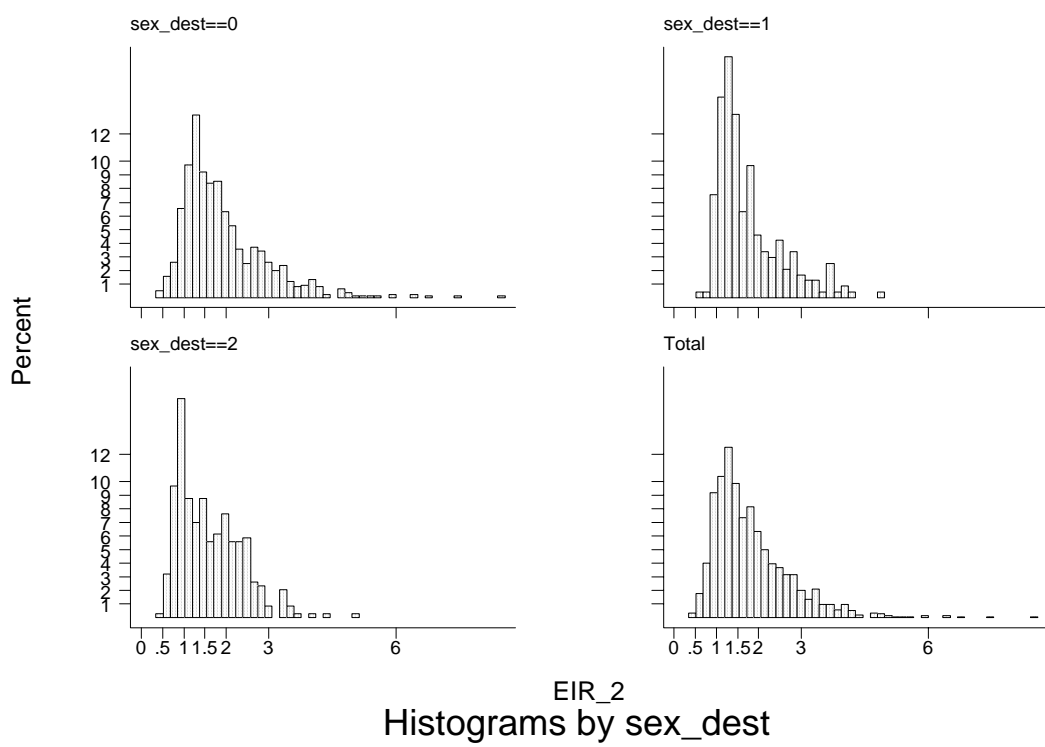 sex_dest==0
sex_dest==1
12
10
9
8
7
6
5
4
3
2
1
sex_dest==2
Total
12
10
9
8
7
6
5
4
3
2
1
0 .5 1 1.5 2 3 6
0 .5 1 1.5 2 3 6
Percent
EIR_2
Histograms by sex_dest